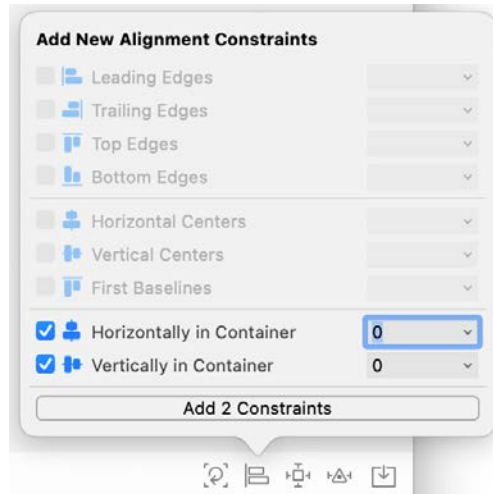 Add New Alignment Constraints
Leading Edges
Trailing Edges
Top Edges
Bottom Edges
Horizontal Centers
Vertical Centers
First Baselines
Horizontally in Container 0
Vertically in Container 0
Add 2 Constraints